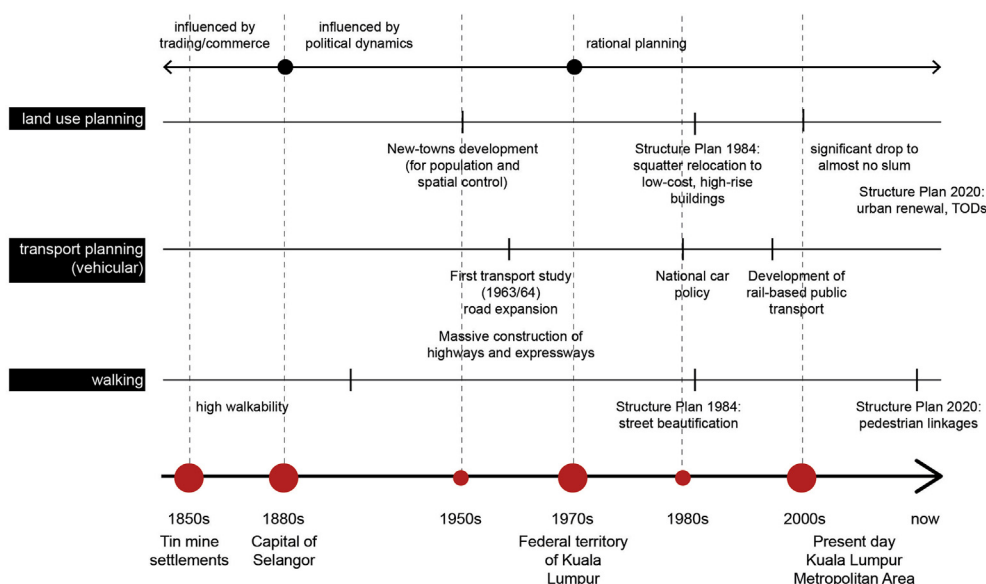 influenced by
trading/commerce
influenced by
political dynamics
rational planning
land use planning
New-towns development
(for population and
spatial control)
Structure Plan 1984:
squatter relocation to
low-cost, high-rise
buildings
significant drop to
almost no slum
Structure Plan 2020:
urban renewal, TODs
transport planning
(vehicular)
First transport study
(1963/64)
road expansion
National car
policy
Development of
rail-based public
transport
Massive construction of
highways and expressways
walking
high walkability
Structure Plan 1984:
street beautification
Structure Plan 2020:
pedestrian linkages
1850s
Tin mine
settlements
1880s
Capital of
Selangor
1950s
1970s
Federal territory
of Kuala
Lumpur
1980s
2000s
Present day
Kuala Lumpur
Metropolitan Area
now